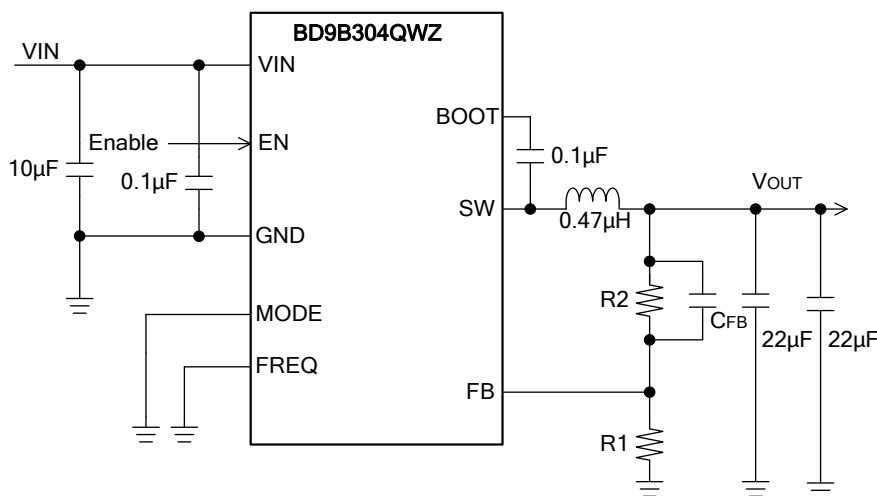 BD9B304QWZ
VIN
VIN
BOOT
Enable
EN
10µF
0.1µF
0.1µF
SW
0.47µH
VOUT
GND
R2
CFB
22µF
22µF
MODE
FREQ
FB
R1